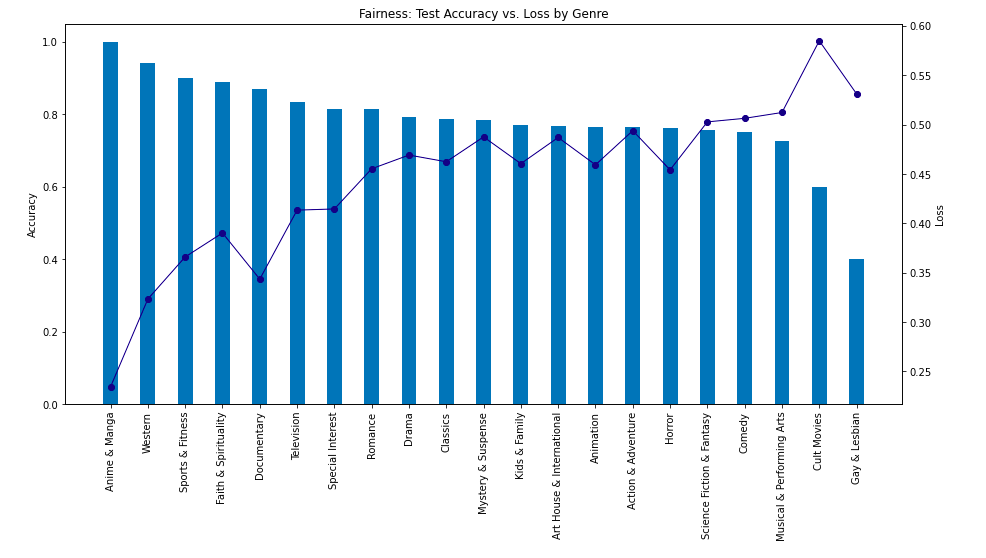 Fairness: Test Accuracy vs. Loss by Genre
1.0
0.8
0.6
0.4
0.2
0.0
Accuracy
0.60
0.55
0.50
0.45
0.40
0.35
0.30
0.25
Loss
Anime & Manga
Western
Sports & Fitness
Faith & Spirituality
Documentary
Television
Special Interest
Romance
Drama
Classics
Mystery & Suspense
Kids & Family
Art House & International
Animation
Action & Adventure
Horror
Science Fiction & Fantasy
Comedy
Musical & Performing Arts
Cult Movies
Gay & Lesbian